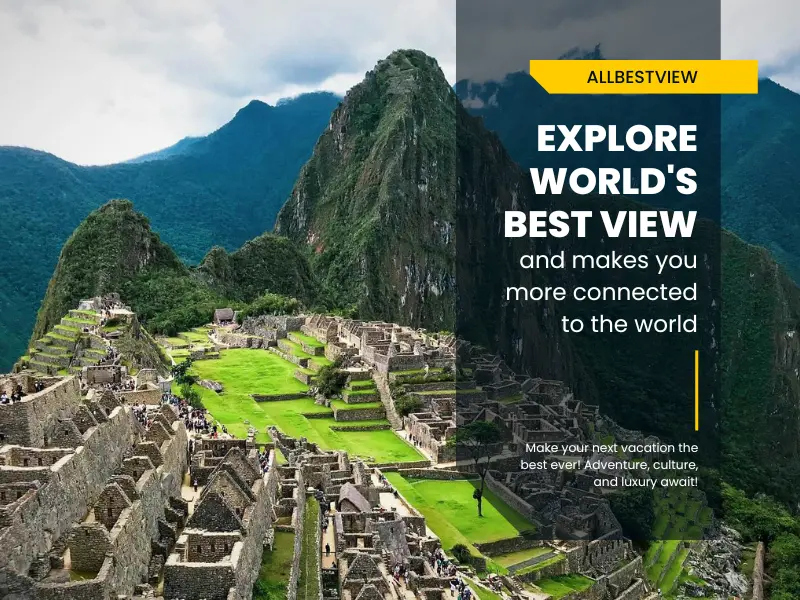 ALLBESTVIEW
EXPLORE
WORLD'S
BEST VIEW
and makes you
more connected
to the world
Make your next vacation the
best ever! Adventure, culture,
and luxury await!